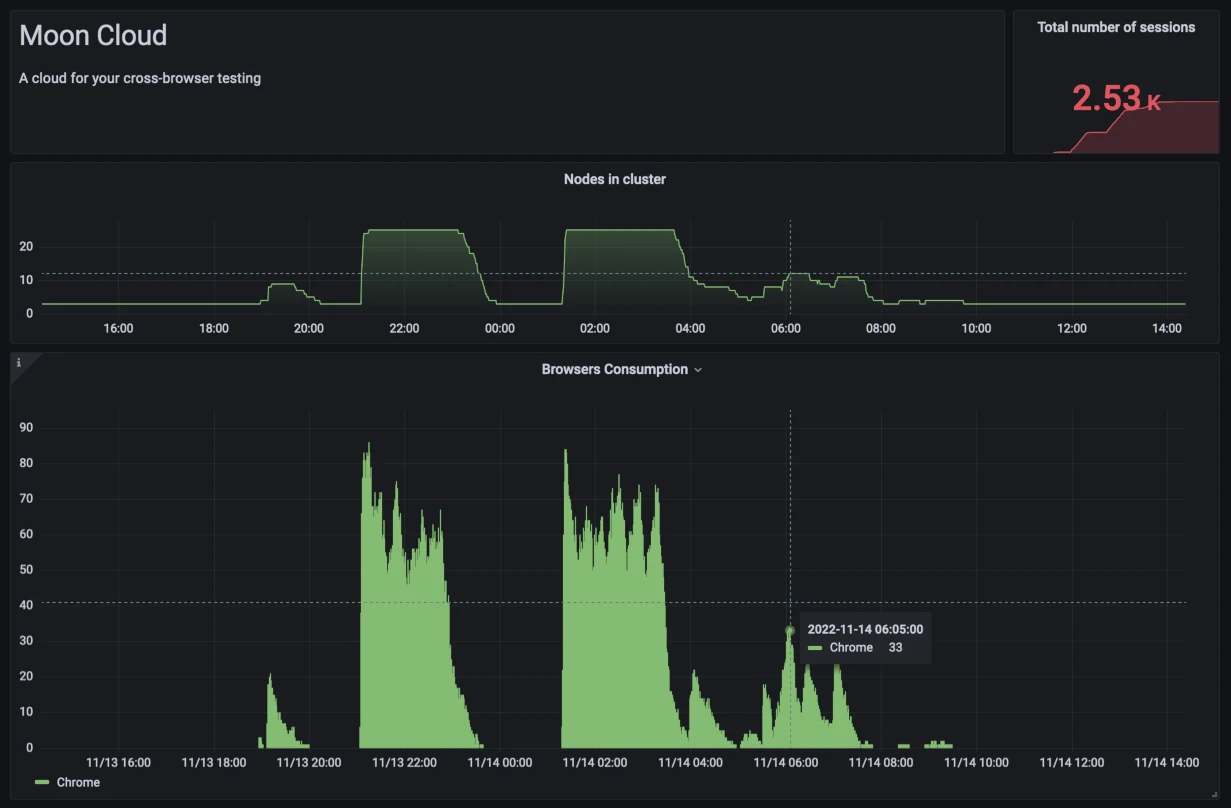 Moon Cloud
A cloud for your cross-browser testing
Total number of sessions
2.53 K
Nodes in cluster
20
10
0
16:00 18:00 20:00 22:00 00:00 02:00 04:00 06:00 08:00 10:00 12:00 14:00
i
Browsers Consumption
90
80
70
60
50
40
30
20
10
0
2022-11-14 06:05:00
Chrome 33
11/13 16:00 11/13 18:00 11/13 20:00 11/13 22:00 11/14 00:00 11/14 02:00 11/14 04:00 11/14 06:00 11/14 08:00 11/14 10:00 11/14 12:00 11/14 14:00
Chrome